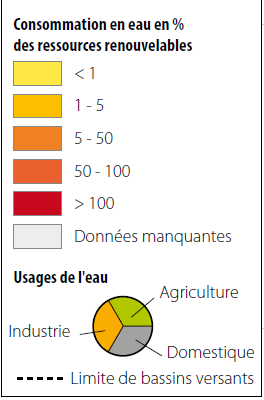 Consommation en eau en %
des ressources renouvelables
< 1
1 - 5
5 - 50
50 - 100
> 100
Données manquantes
Usages de l'eau
Agriculture
Industrie
Domestique
Limite de bassins versants